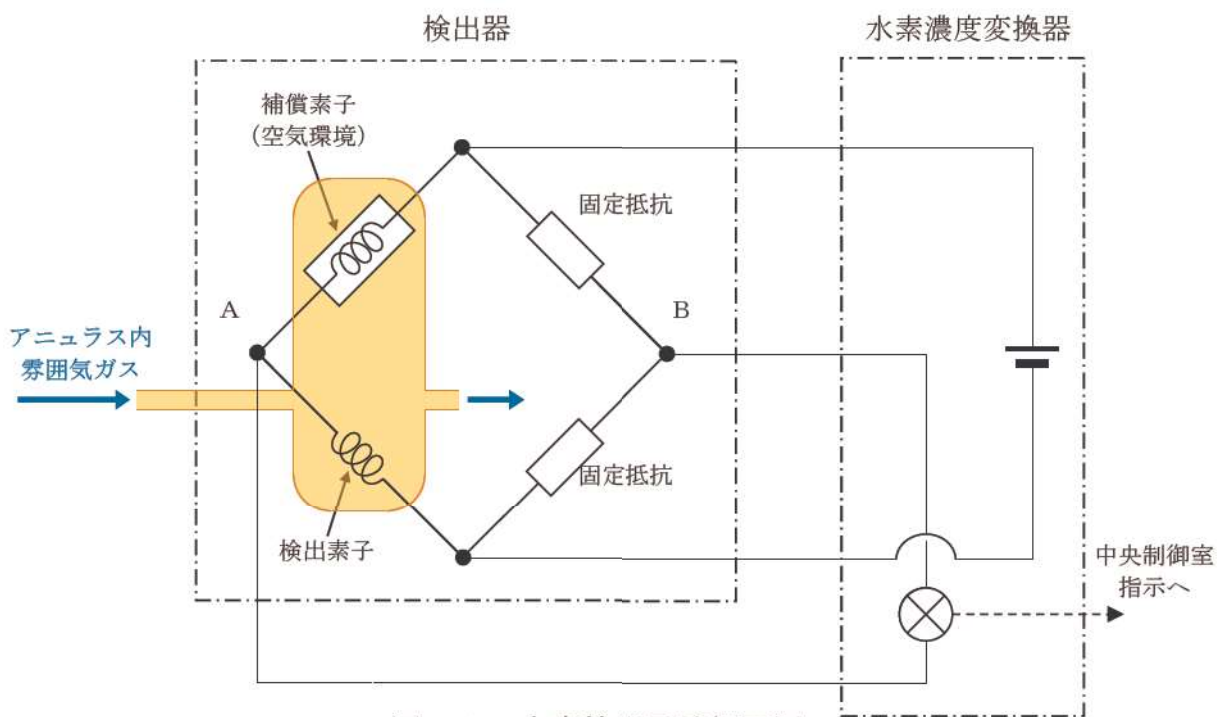 検出器
水素濃度変換器
補償素子
(空気環境)
固定抵抗
A
B
アニュラス内
雰囲気ガス
固定抵抗
検出素子
中央制御室
指示へ